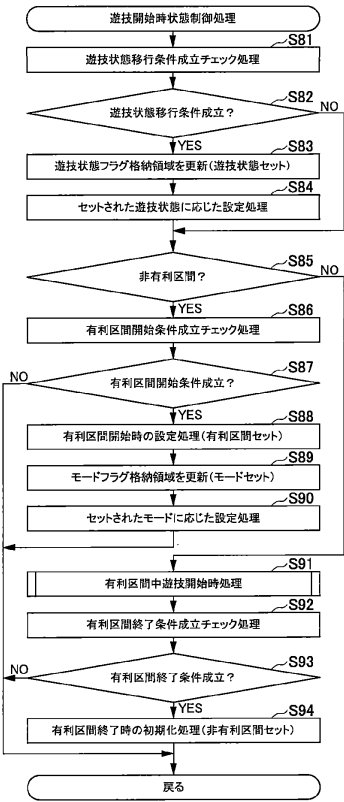 遊技開始時状態制御処理
S81
遊技状態移行条件成立チェック処理
S82
遊技状態移行条件成立?
NO
YES
S83
遊技状態フラグ格納領域を更新(遊技状態セット)
S84
セットされた遊技状態に応じた設定処理
S85
非有利区間?
NO
YES
S86
有利区間開始条件成立チェック処理
S87
NO
有利区間開始条件成立?
YES
S88
有利区間開始時の設定処理(有利区間セット)
S89
モードフラグ格納領域を更新(モードセット)
S90
セットされたモードに応じた設定処理
S91
有利区間中遊技開始時処理
S92
有利区間終了条件成立チェック処理
S93
NO
有利区間終了条件成立?
YES
S94
有利区間終了時の初期化処理(非有利区間セット)
戻る